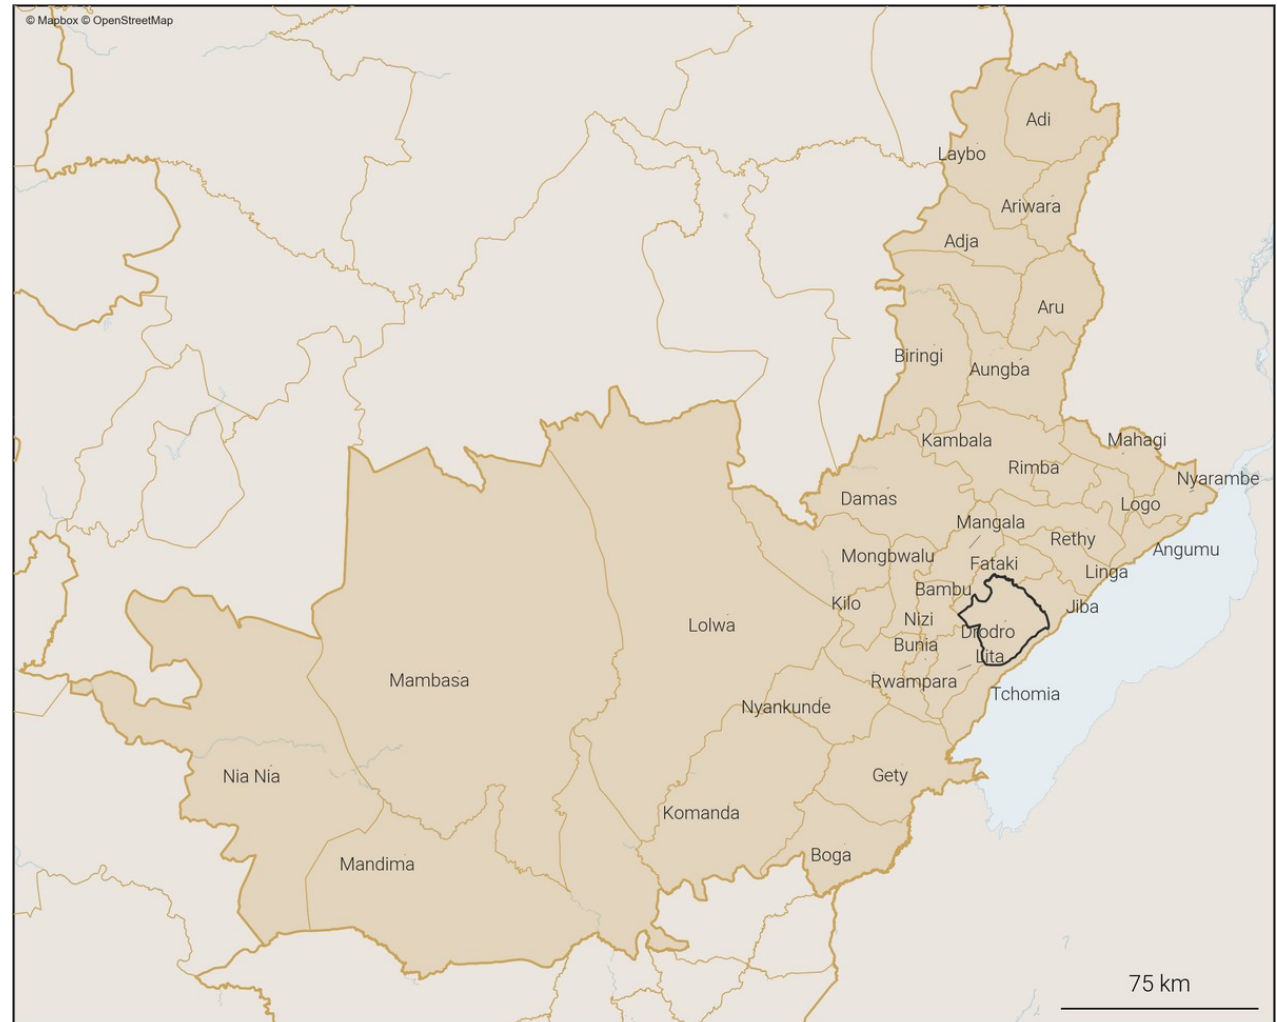 © Mapbox © OpenStreetMap
Adi
Laybo
Ariwara
Adja
Aru
Biringi
Aungba
Kambala
Mahagi
Rimba
Nyarambe
Damas
Logo
Mangala
Rethy
Angumu
Mongbwalu
Fataki
Linga
Bambu
Kilo
Jiba
Nizi
Lolwa
Drodro
Bunia
Lita
Mambasa
Rwampara
Tchomia
Nyankunde
Nia Nia
Gety
Komanda
Boga
Mandima
75 km